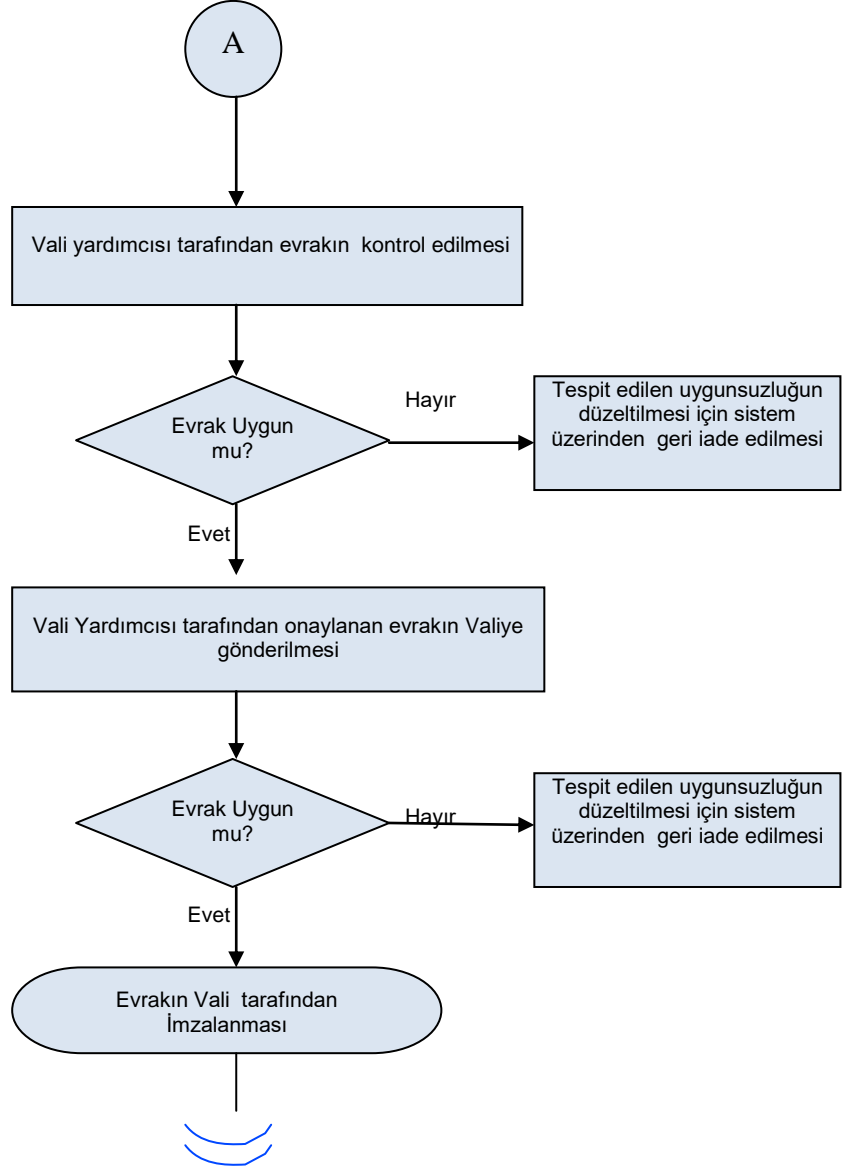 A
Vali yardımcısı tarafından evrakın kontrol edilmesi
Evrak Uygun
mu?
Hayır
Tespit edilen uygunsuzluğun
düzeltilmesi için sistem
üzerinden geri iade edilmesi
Evet
Vali Yardımcısı tarafından onaylanan evrakın Valiye
gönderilmesi
Evrak Uygun
mu?
Hayır
Tespit edilen uygunsuzluğun
düzeltilmesi için sistem
üzerinden geri iade edilmesi
Evet
Evrakın Vali tarafından
İmzalanması